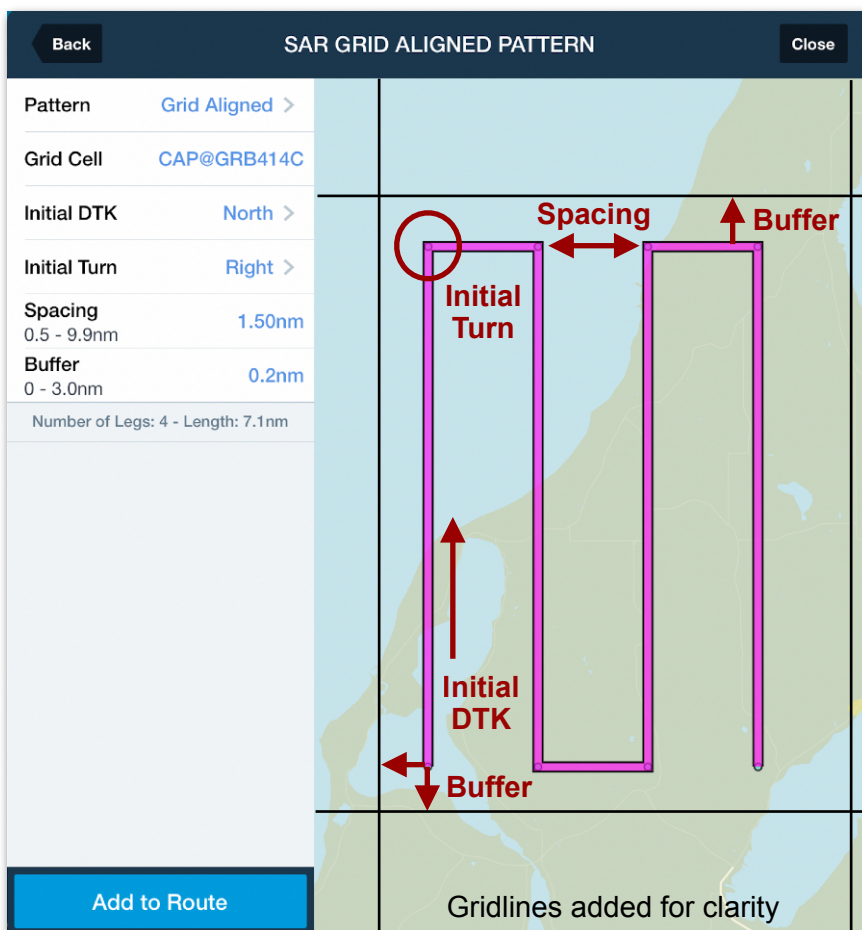 Back
SAR GRID ALIGNED PATTERN
Close
Pattern
Grid Aligned >
Grid Cell
CAP@GRB414C
Initial DTK
North >
Initial Turn
Right >
Spacing
0.5 - 9.9nm
1.50nm
Buffer
0 - 3.0nm
0.2nm
Number of Legs: 4 - Length: 7.1nm
Add to Route
Spacing
Buffer
Initial
Turn
Initial
DTK
Buffer
Gridlines added for clarity